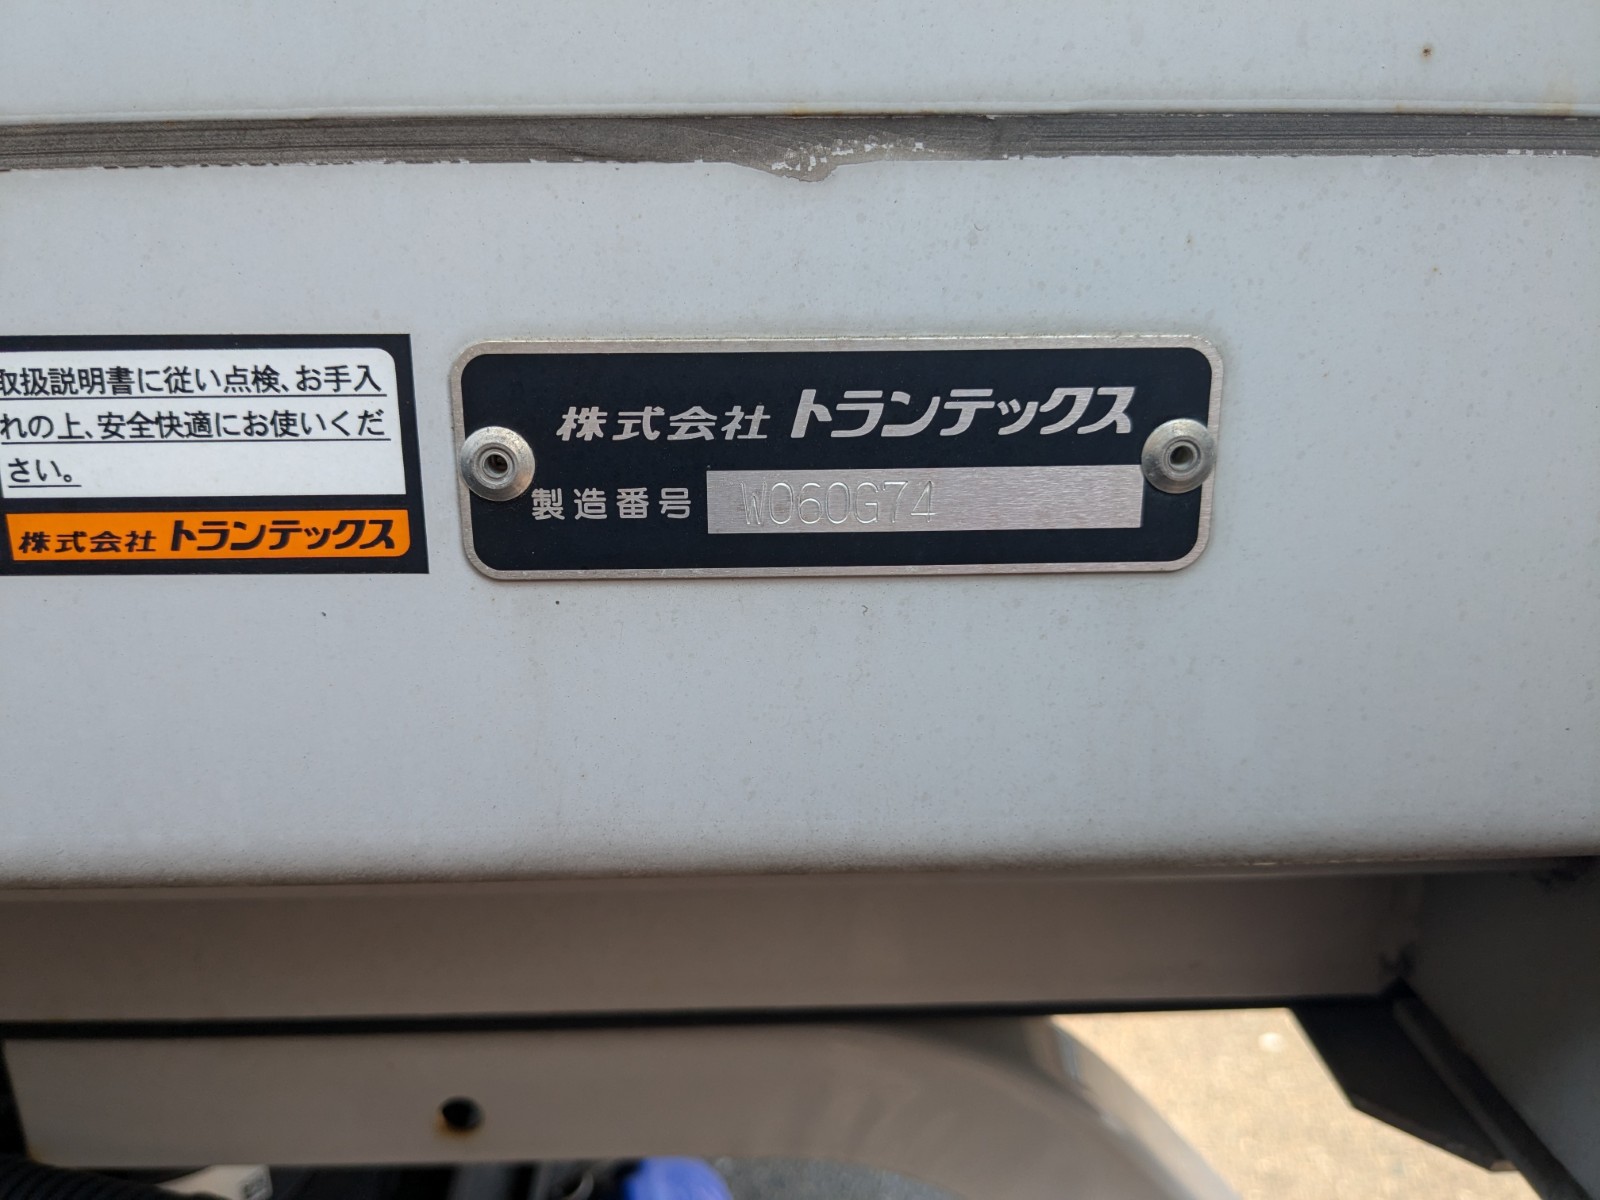 取扱説明書に従い点検、お手入
れの上、安全快適にお使いくだ
さい。
株式会社 トランテックス
株式会社 トランテックス
製造番号 W060G74